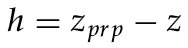 h = z_{prp} - z